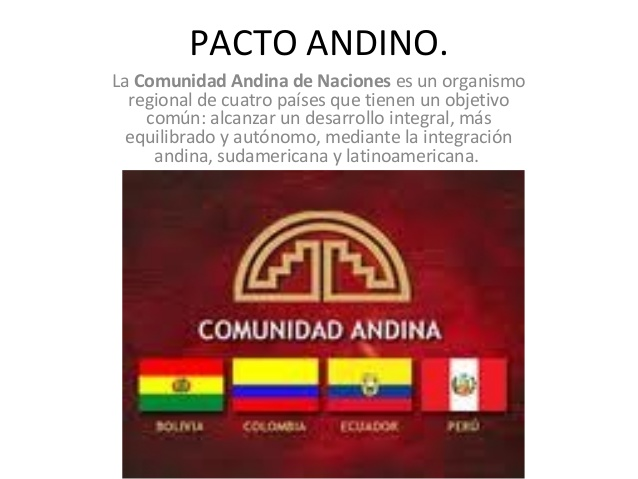 PACTO ANDINO.
La Comunidad Andina de Naciones es un organismo
regional de cuatro países que tienen un objetivo
común: alcanzar un desarrollo integral, más
equilibrado y autónomo, mediante la integración
andina, sudamericana y latinoamericana.
COMUNIDAD ANDINA
BOLIVIA COLOMBIA ECUADOR PERÚ